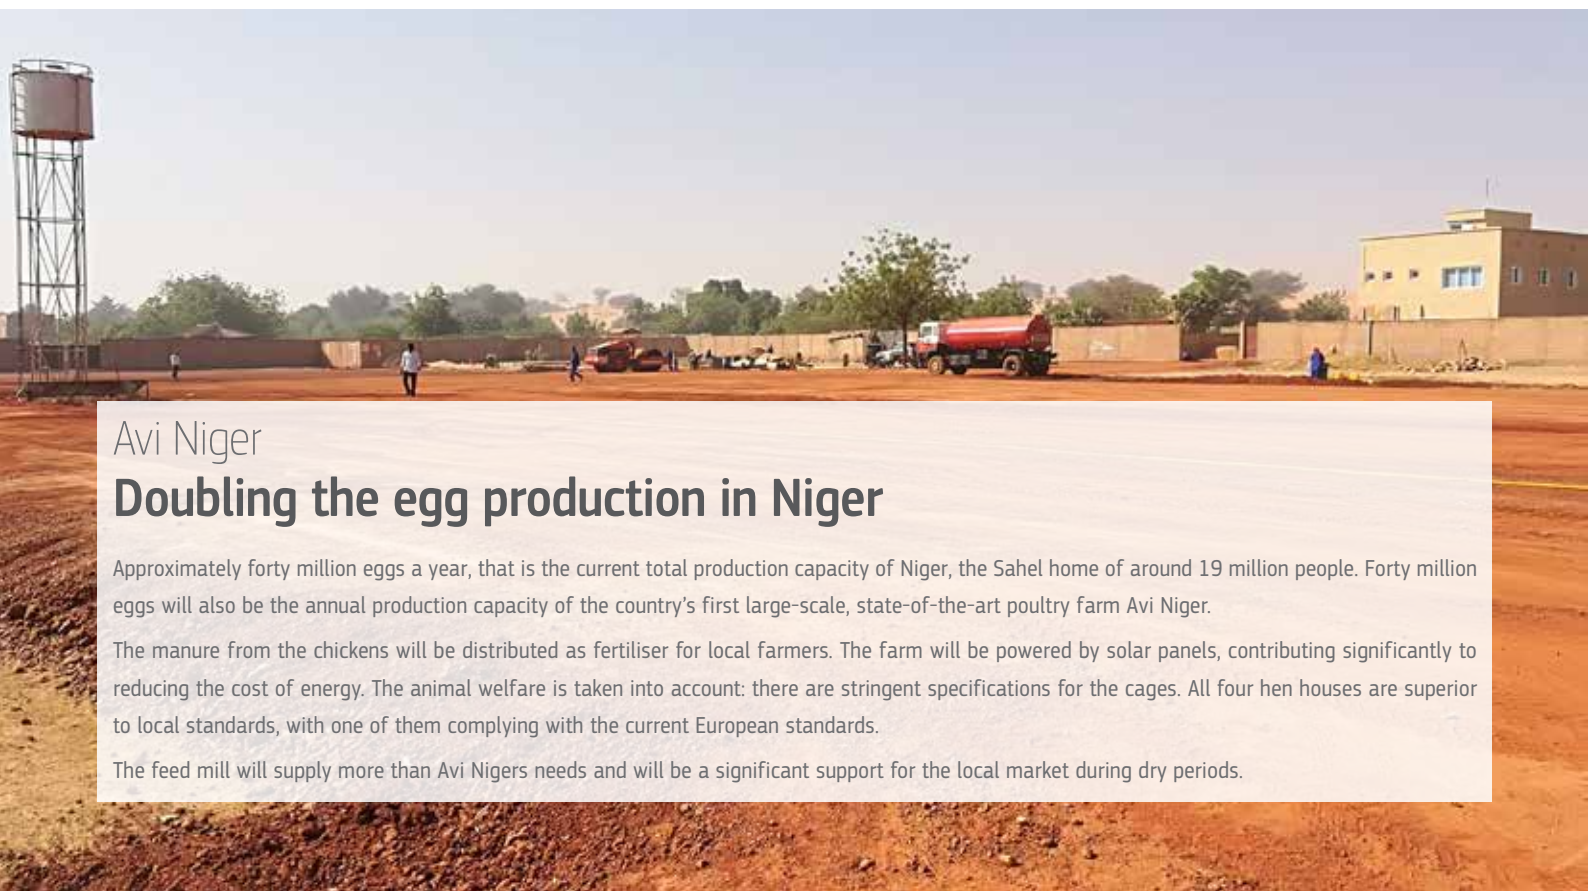 Avi Niger
Doubling the egg production in Niger
Approximately forty million eggs a year, that is the current total production capacity of Niger, the Sahel home of around 19 million people. Forty million
eggs will also be the annual production capacity of the country's first large-scale, state-of-the-art poultry farm Avi Niger.
The manure from the chickens will be distributed as fertiliser for local farmers. The farm will be powered by solar panels, contributing significantly to
reducing the cost of energy. The animal welfare is taken into account: there are stringent specifications for the cages. All four hen houses are superior
to local standards, with one of them complying with the current European standards.
The feed mill will supply more than Avi Nigers needs and will be a significant support for the local market during dry periods.